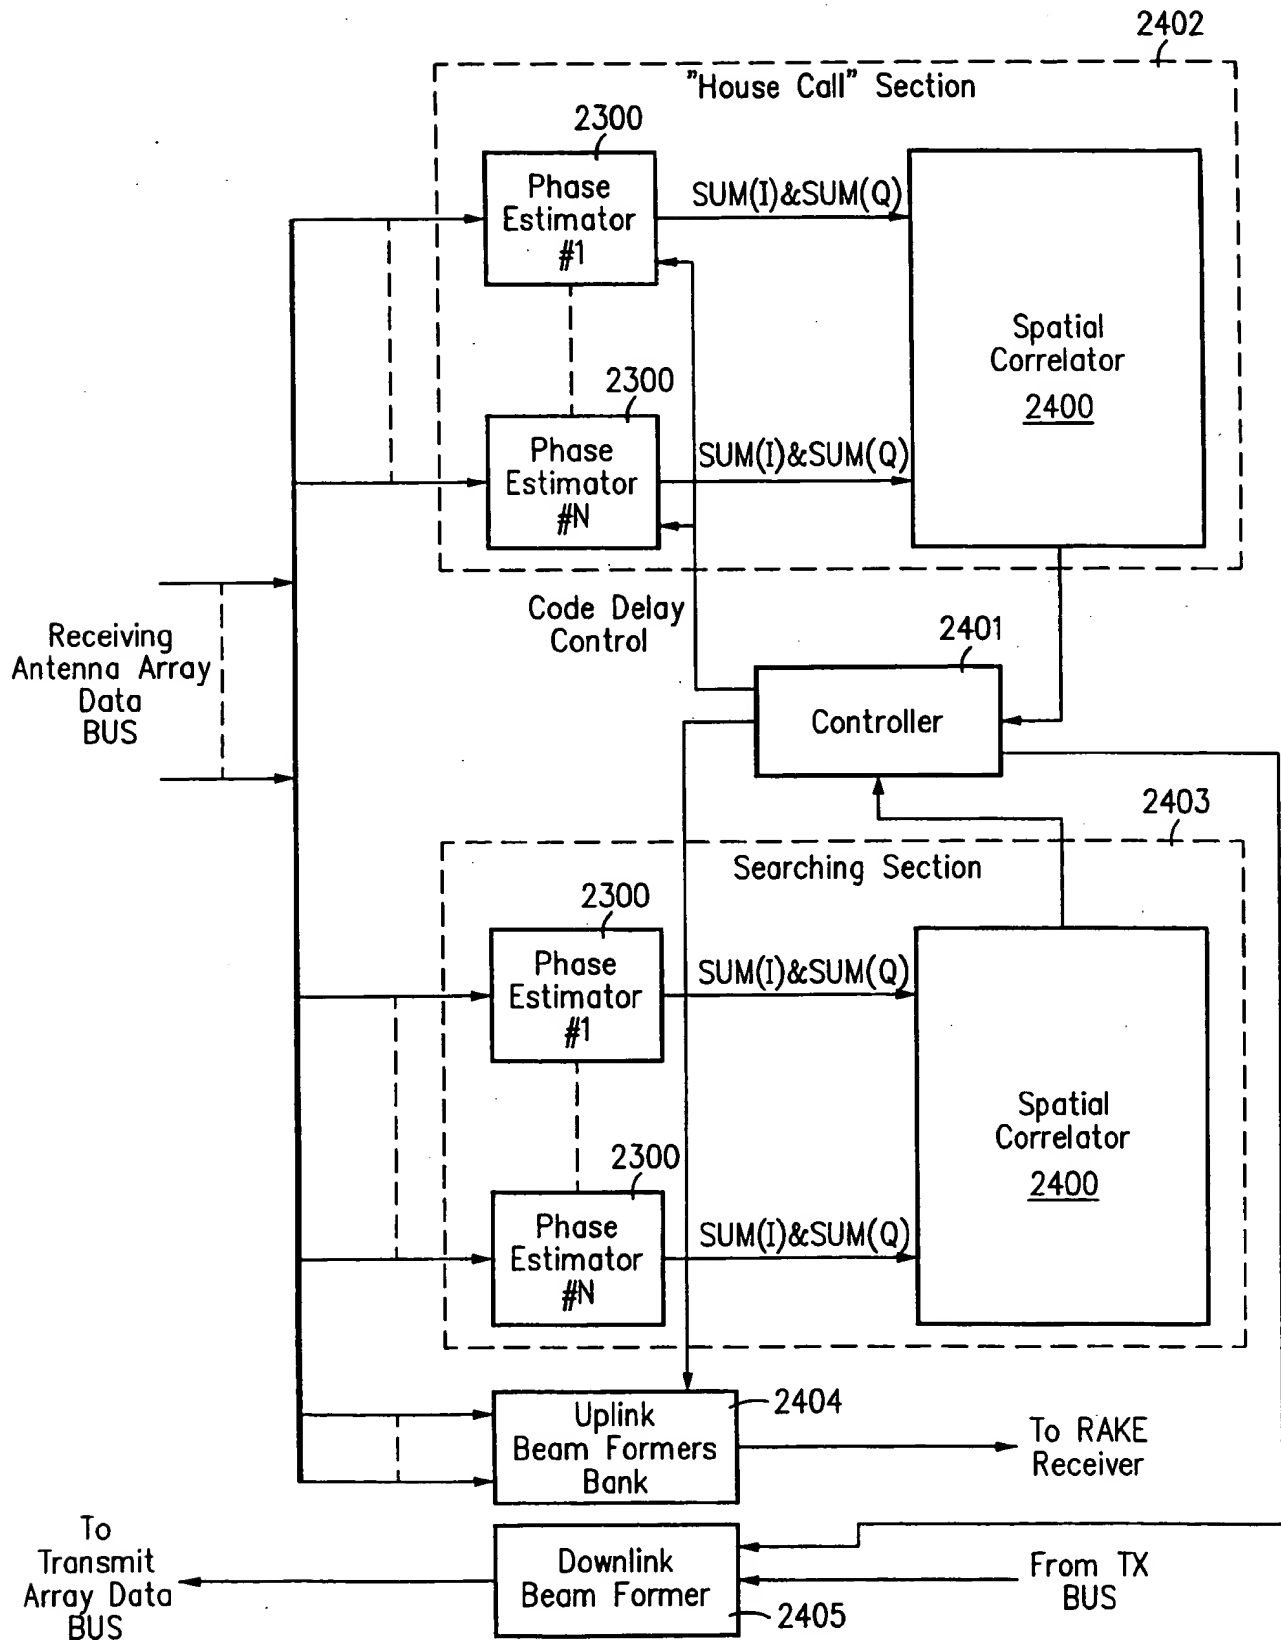 2402
"House Call" Section
2300
Phase
Estimator
#1
SUM(I)&SUM(Q)
Spatial
Correlator
2400
2300
Phase
Estimator
#N
SUM(I)&SUM(Q)
Code Delay
Control
Receiving
Antenna Array
Data
BUS
2401
Controller
2403
Searching Section
2300
Phase
Estimator
#1
SUM(I)&SUM(Q)
Spatial
Correlator
2400
2300
Phase
Estimator
#N
SUM(I)&SUM(Q)
2404
Uplink
Beam Formers
Bank
To RAKE
Receiver
To
Transmit
Array Data
BUS
Downlink
Beam Former
2405
From TX
BUS